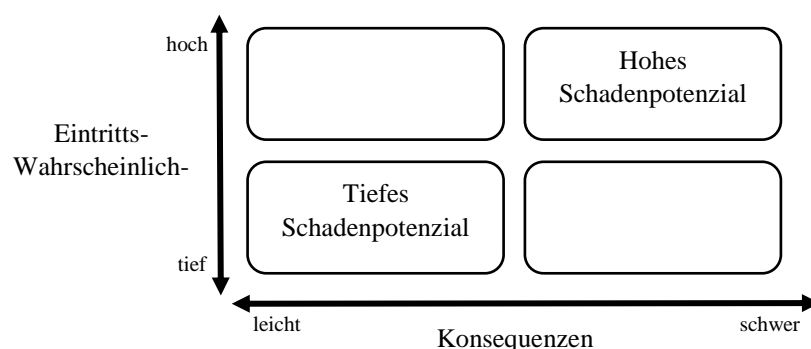 hoch
Hohes
Schadenpotenzial
Eintritts-
Wahrscheinlich-
Tiefes
Schadenpotenzial
tief
leicht
schwer
Konsequenzen